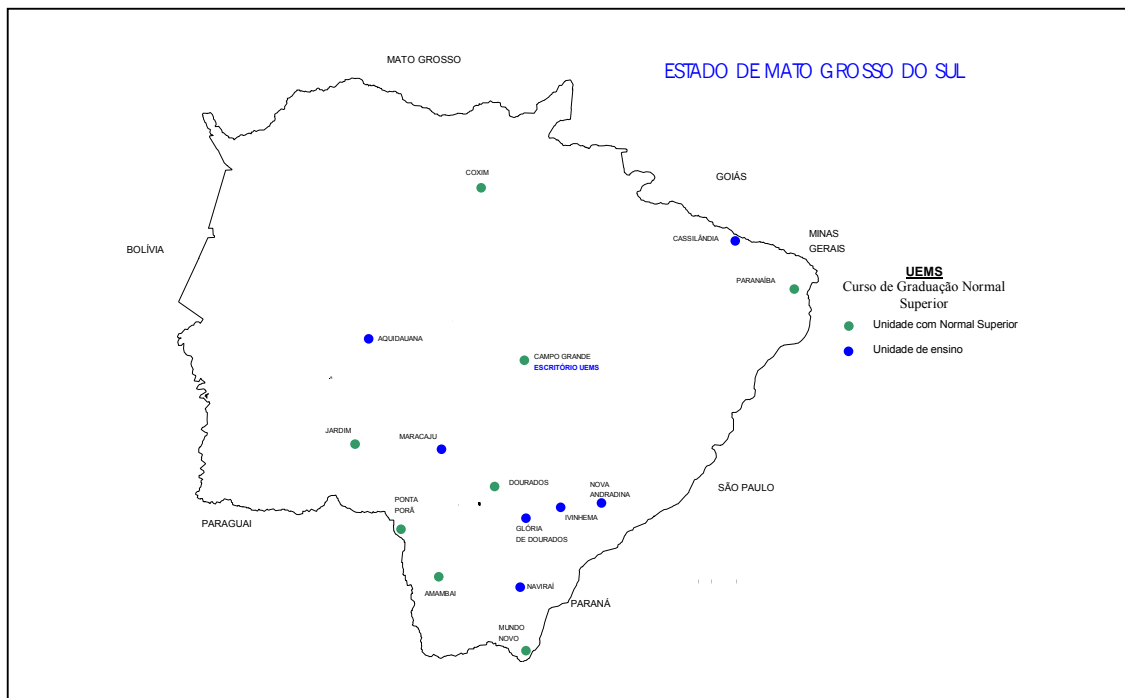 MATO GROSSO
ESTADO DE MATO GROSSO DO SUL
COXIM
GOIÁS
CASSILÂNDIA
MINAS
GERAIS
BOLÍVIA
PARANAÍBA
UEMS
Curso de Graduação Normal
Superior
Unidade com Normal Superior
Unidade de ensino
AQUIDAUANA
CAMPO GRANDE
ESCRITÓRIO UEMS
JARDIM
MARACAJU
DOURADOS
NOVA
ANDRADINA
SÃO PAULO
PONTA
PORÃ
IVINHEMA
PARAGUAI
GLÓRIA
DE DOURADOS
AMAMBAI
NAVIRAÍ
PARANÁ
MUNDO
NOVO